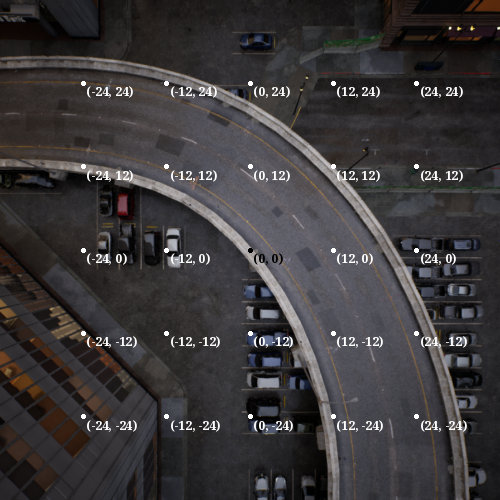 (-24, 24) (-12, 24) (0, 24) (12, 24) (24, 24)
(-24, 12) (-12, 12) (0, 12) (12, 12) (24, 12)
(-24, 0) (-12, 0) (0, 0) (12, 0) (24, 0)
(-24, -12) (-12, -12) (0, -12) (12, -12) (24, -12)
(-24, -24) (-12, -24) (0, -24) (12, -24) (24, -24)